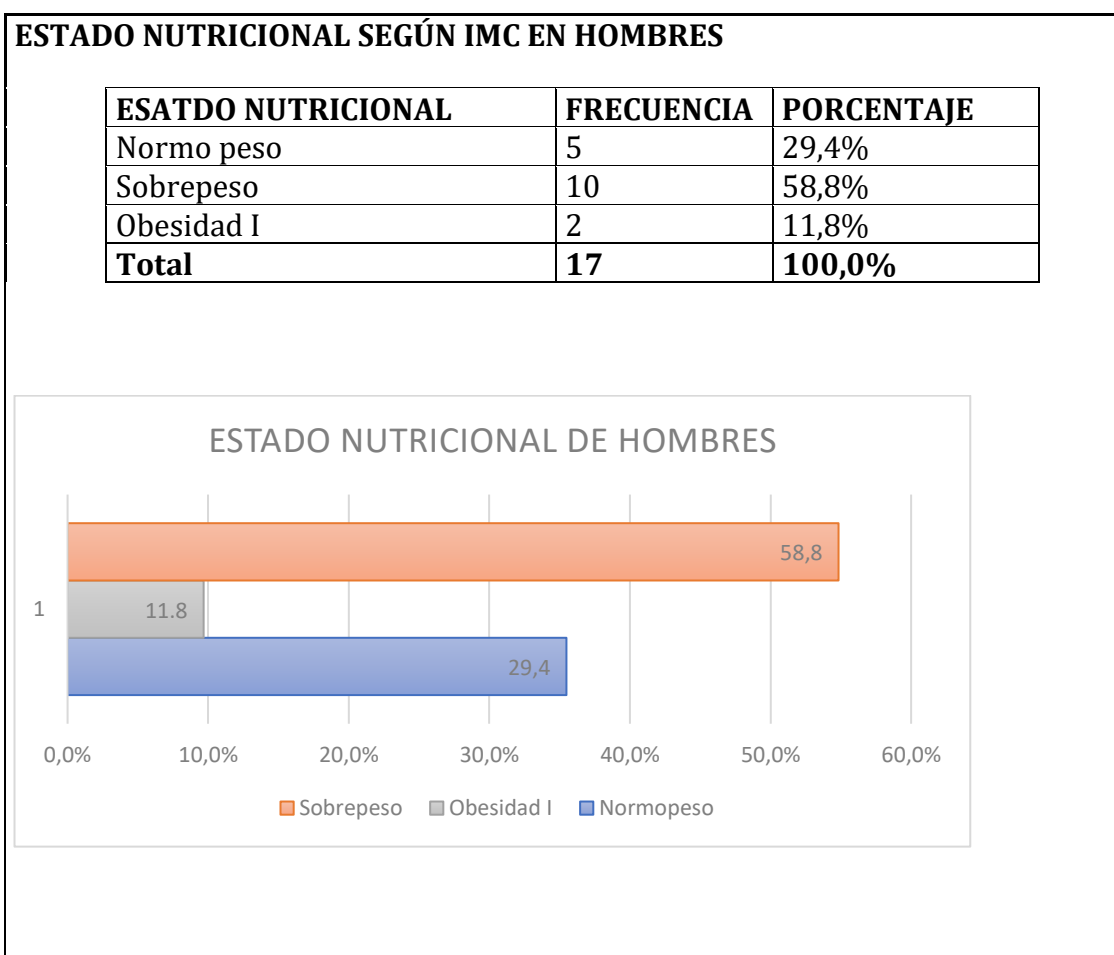 ESTADO NUTRICIONAL SEGÚN IMC EN HOMBRES
ESATDO NUTRICIONAL FRECUENCIA PORCENTAJE
Normo peso 5 29,4%
Sobrepeso 10 58,8%
Obesidad I 2 11,8%
Total 17 100,0%
ESTADO NUTRICIONAL DE HOMBRES
58,8
1 11.8
29,4
0,0% 10,0% 20,0% 30,0% 40,0% 50,0% 60,0%
Sobrepeso Obesidad I Normopeso